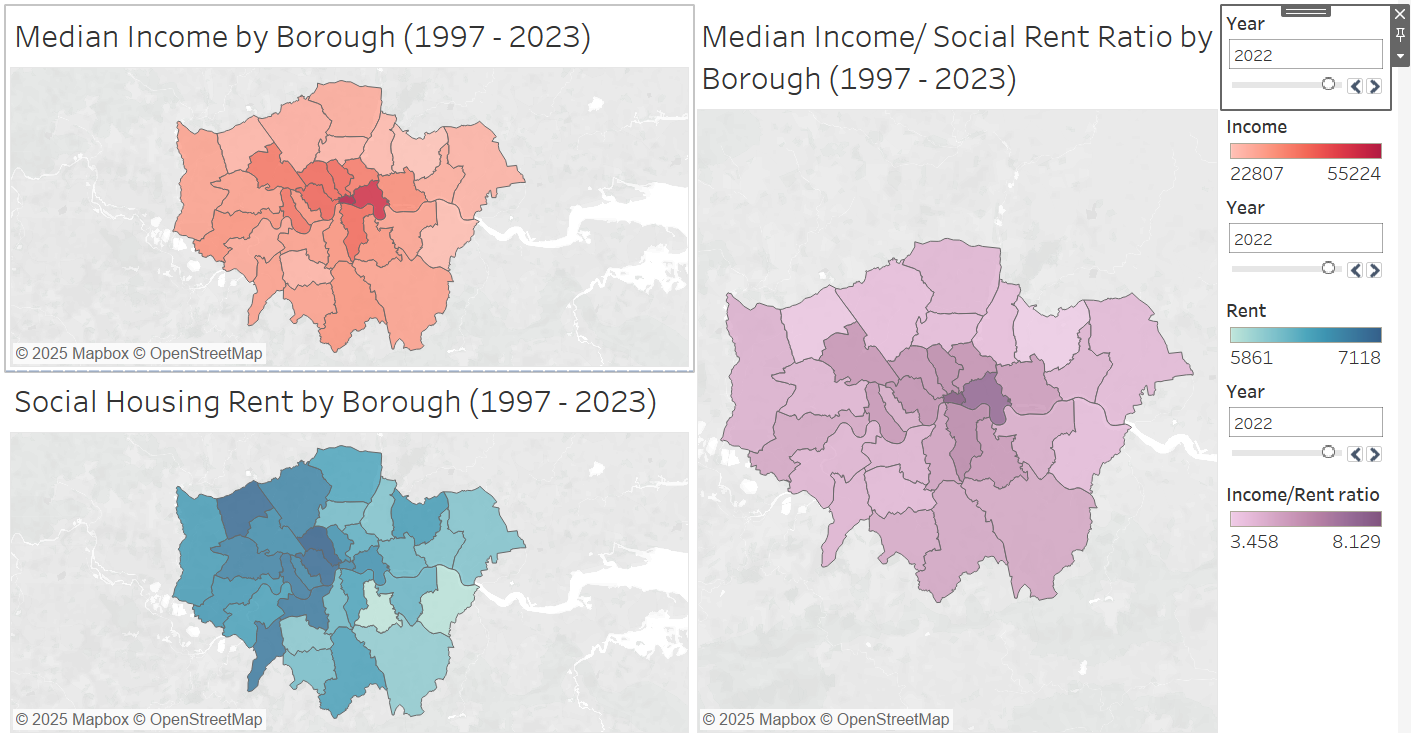 Median Income by Borough (1997 - 2023)
© 2025 Mapbox © OpenStreetMap
Social Housing Rent by Borough (1997 - 2023)
© 2025 Mapbox © OpenStreetMap
Median Income/ Social Rent Ratio by
Borough (1997 - 2023)
© 2025 Mapbox © OpenStreetMap
Year
2022
Income
22807 55224
Year
2022
Rent
5861 7118
Year
2022
Income/Rent ratio
3.458 8.129